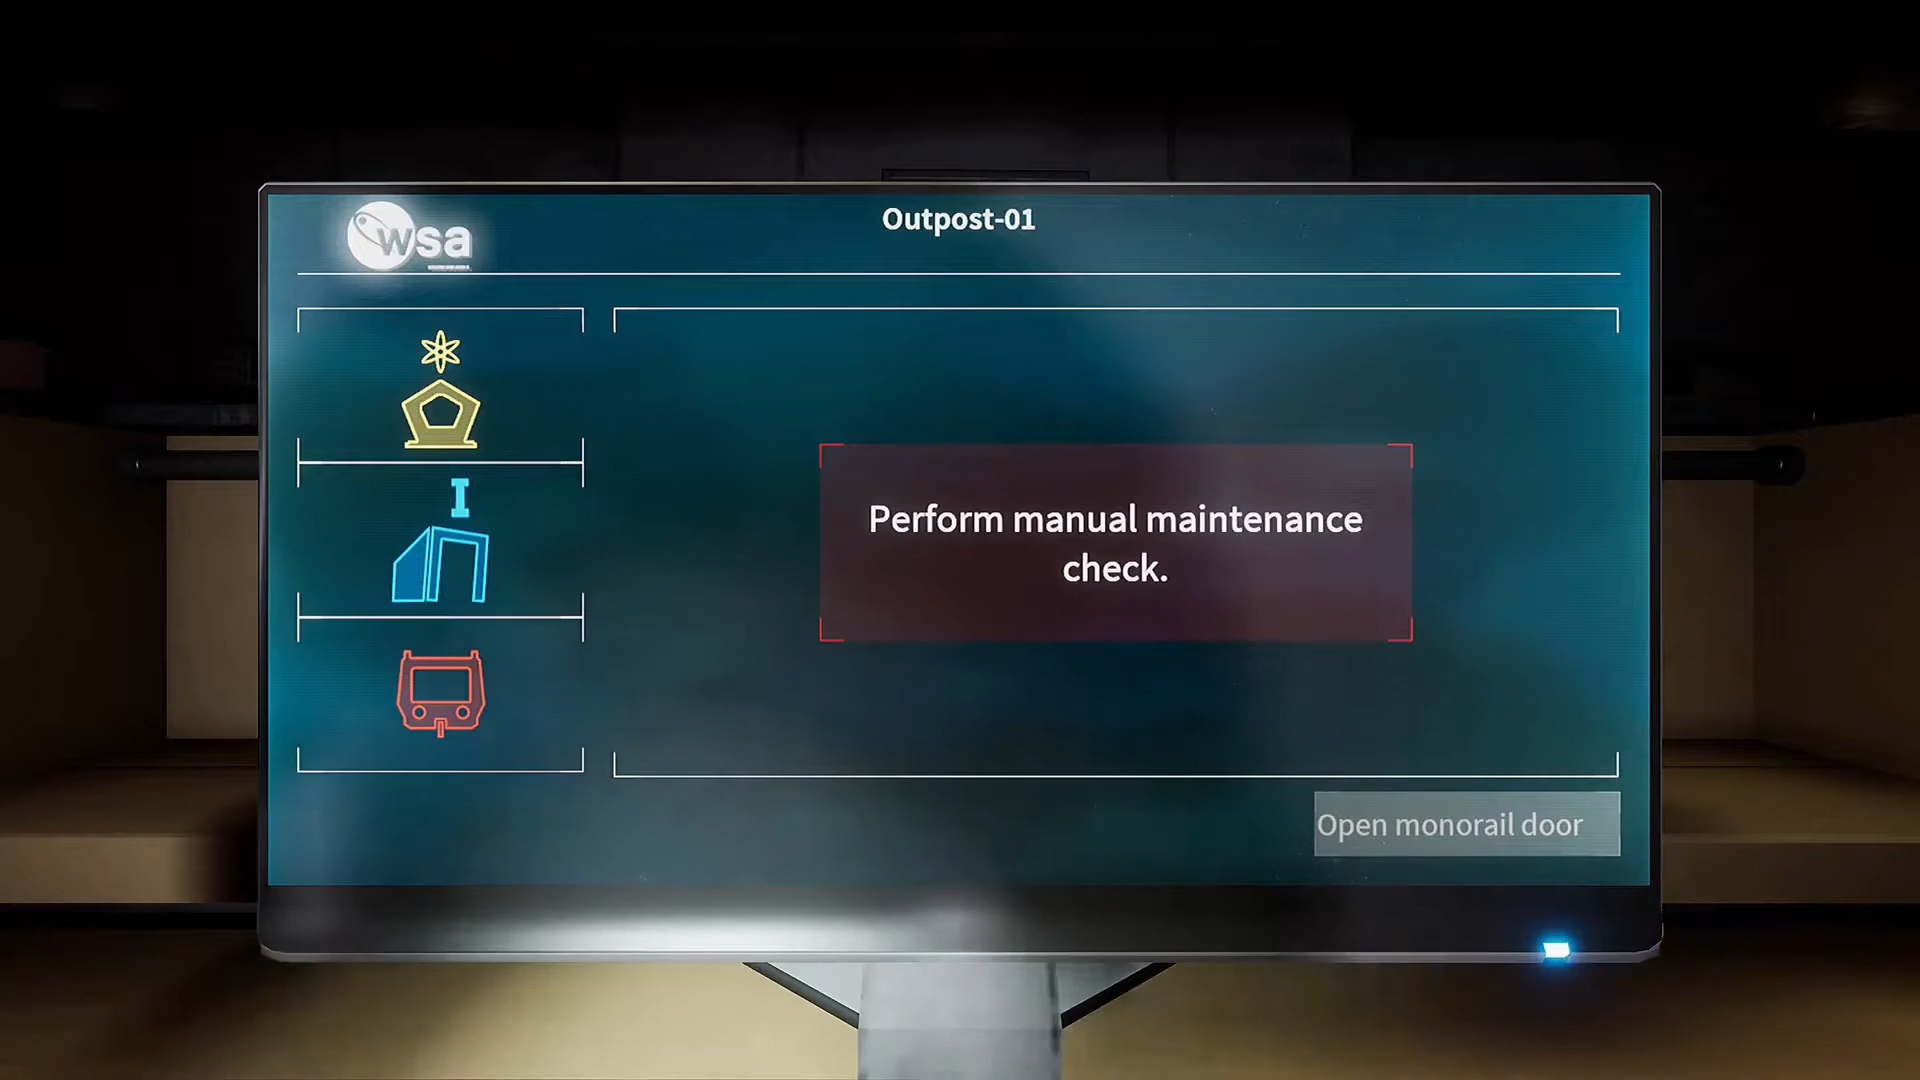 wsa
Outpost-01
I
Perform manual maintenance
check.
Open monorail door